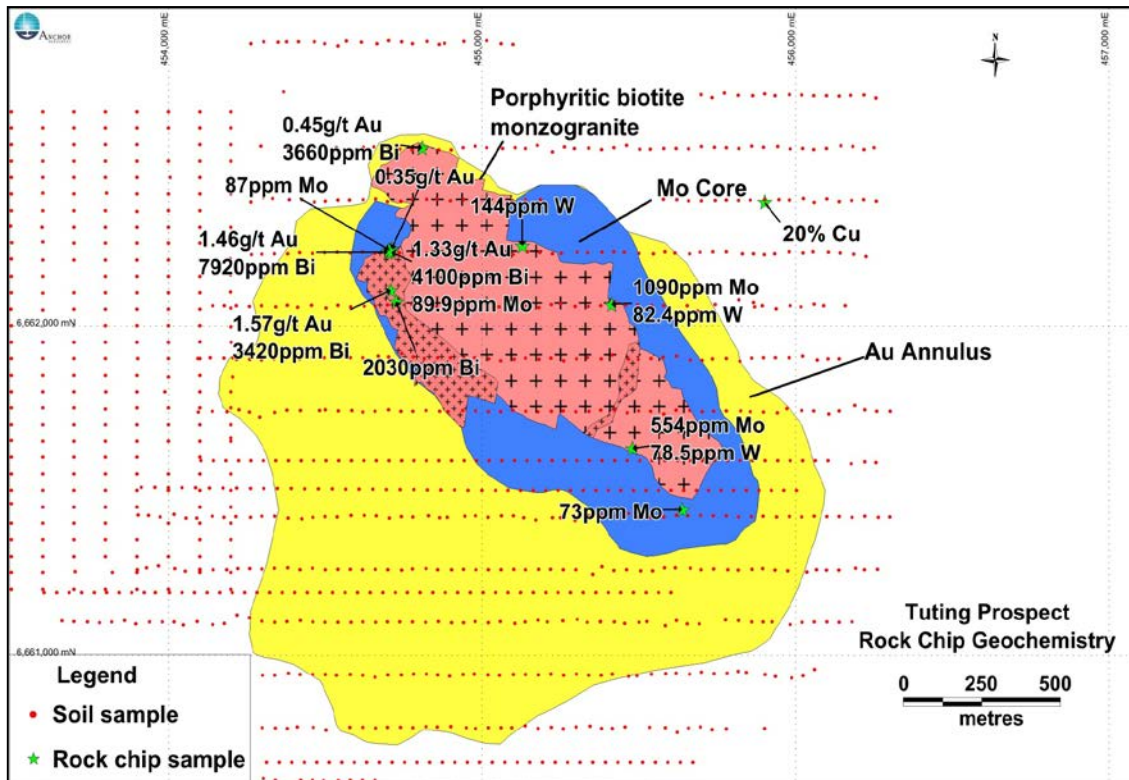 ANCHOR
454,000 mE
455,000 mE
456,000 mE
457,000 mE
N
Porphyritic biotite
monzogranite
0.45g/t Au
3660ppm Bi
0.35g/t Au
87ppm Mo
Mo Core
144ppm W
20% Cu
1.46g/t Au
7920ppm Bi
1.33g/t Au
4100ppm Bi
89.9ppm Mo
1090ppm Mo
82.4ppm W
6,662,000 mN
1.57g/t Au
3420ppm Bi
2030ppm Bi
Au Annulus
554ppm Mo
78.5ppm W
73ppm Mo
6,661,000 mN
Tuting Prospect
Rock Chip Geochemistry
0 250 500
metres
Legend
Soil sample
Rock chip sample